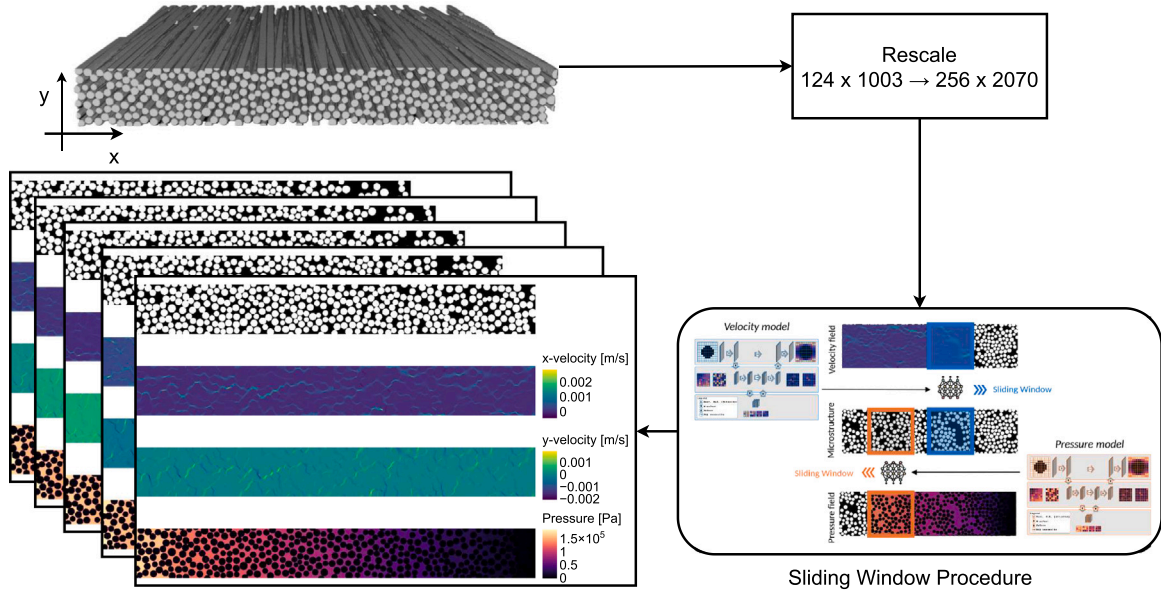 y
x
Rescale
124 x 1003 → 256 x 2070
x-velocity [m/s]
0.002
0.001
0
y-velocity [m/s]
0.001
0
−0.001
−0.002
Pressure [Pa]
1.5×10⁵
1
0.5
0
Velocity model
Velocity field
Sliding Window
Microstructure
Pressure model
Sliding Window
Pressure field
Sliding Window Procedure